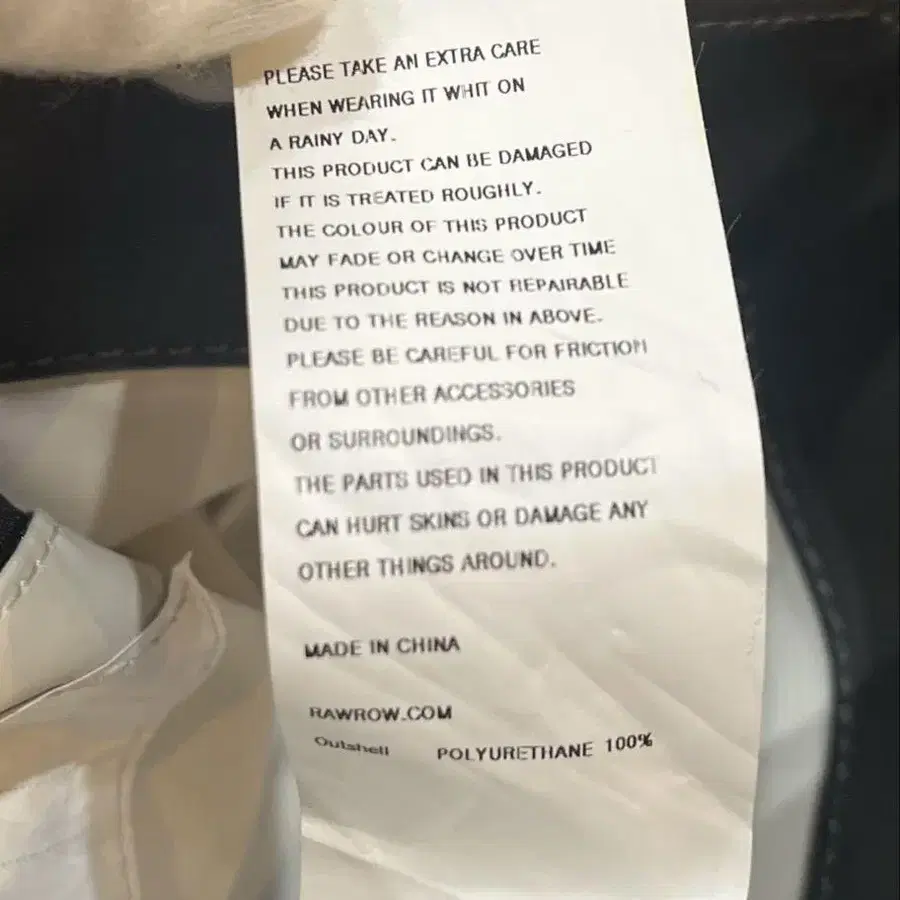 PLEASE TAKE AN EXTRA CARE
WHEN WEARING IT WHIT ON
A RAINY DAY.
THIS PRODUCT CAN BE DAMAGED
IF IT IS TREATED ROUGHLY.
THE COLOUR OF THIS PRODUCT
MAY FADE OR CHANGE OVER TIME
THIS PRODUCT IS NOT REPAIRABLE
DUE TO THE REASON IN ABOVE.
PLEASE BE CAREFUL FOR FRICTION
FROM OTHER ACCESSORIES
OR SURROUNDINGS.
THE PARTS USED IN THIS PRODUCT
CAN HURT SKINS OR DAMAGE ANY
OTHER THINGS AROUND.
MADE IN CHINA
RAWROW.COM
Outshell POLYURETHANE 100%